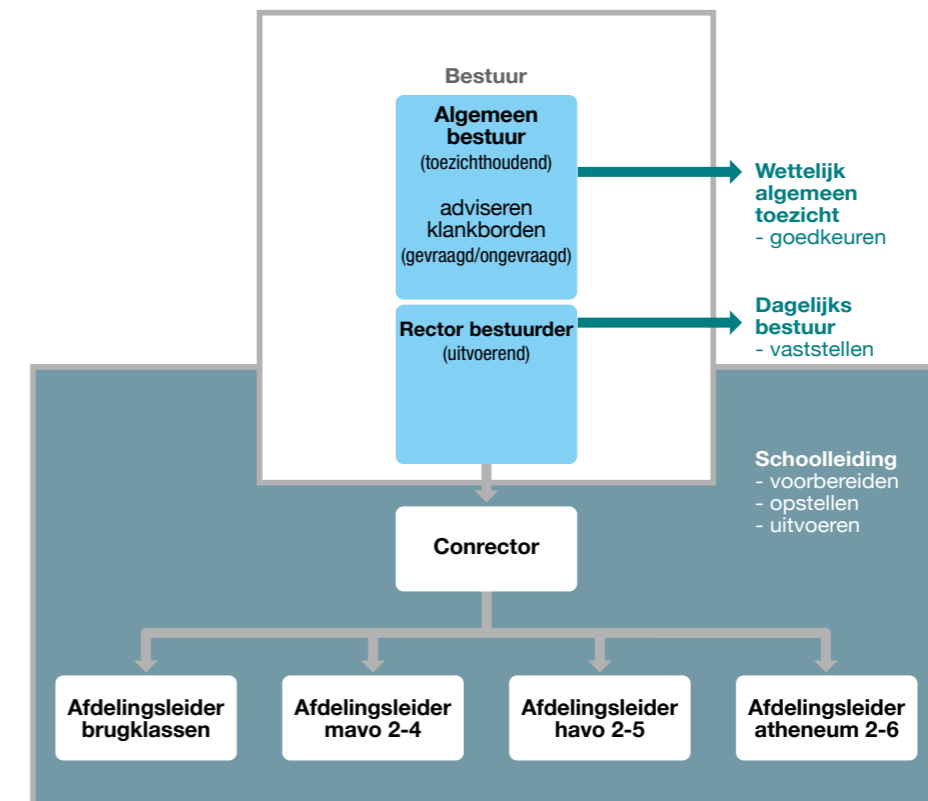 Bestuur
Algemeen
bestuur
(toezichthoudend)
adviseren
klankborden
(gevraagd/ongevraagd)
Wettelijk
algemeen
toezicht
- goedkeuren
Rector bestuurder
(uitvoerend)
Dagelijks
bestuur
- vaststellen
Schoolleiding
- voorbereiden
- opstellen
- uitvoeren
Conrector
Afdelingsleider
brugklassen
Afdelingsleider
mavo 2-4
Afdelingsleider
havo 2-5
Afdelingsleider
atheneum 2-6